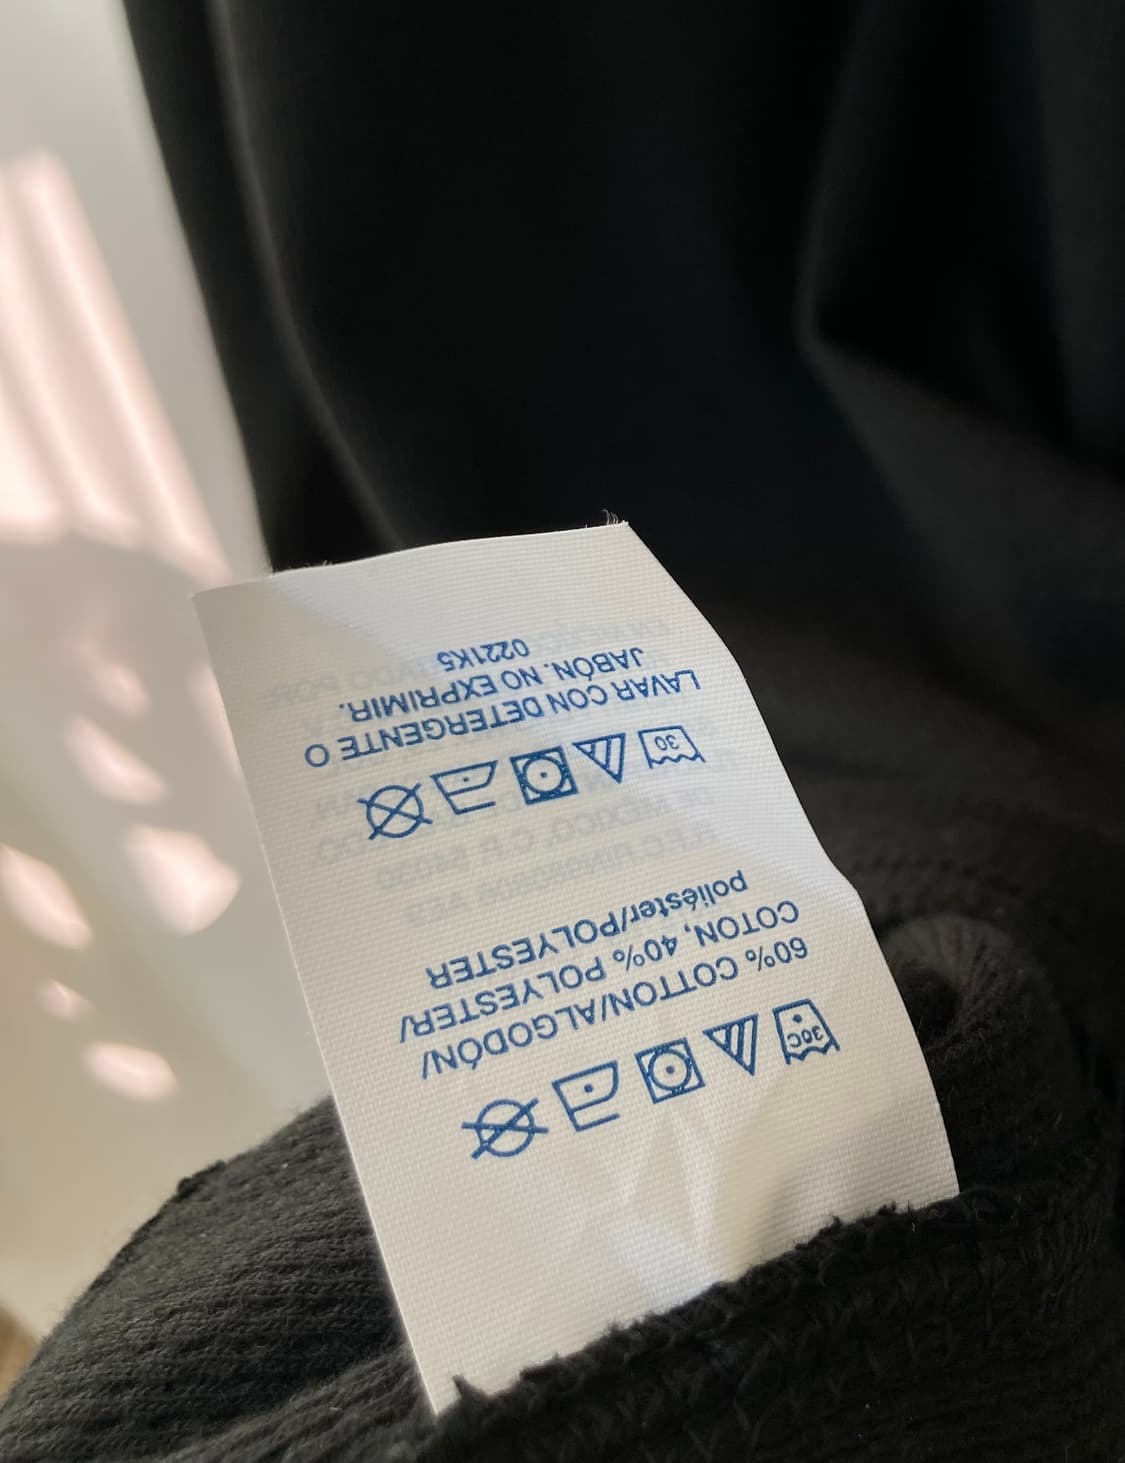 30C
60% COTTON/ALGODÓN/
COTON, 40% POLYESTER/
poliéster/POLYESTER
30
LAVAR CON DETERGENTE O
JABÓN. NO EXPRIMIR.
0221K5